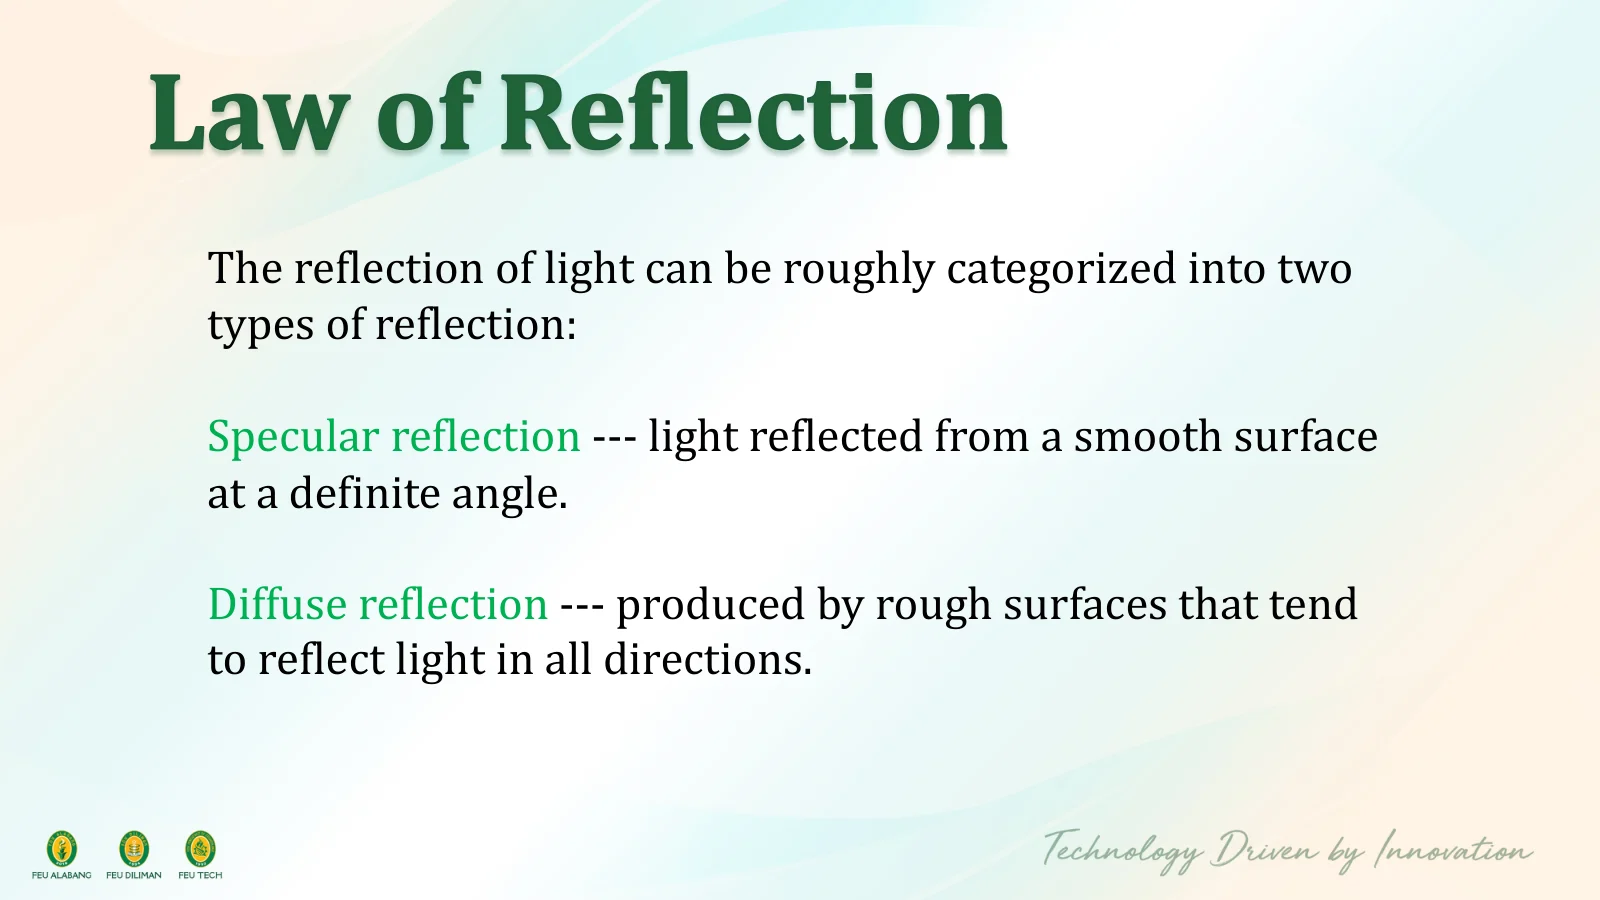 Law of Reflection
The reflection of light can be roughly categorized into two
types of reflection:
Specular reflection --- light reflected from a smooth surface
at a definite angle.
Diffuse reflection --- produced by rough surfaces that tend
to reflect light in all directions.
FEU ALABANG FEU DILIMAN FEU TECH
Technology Driven by Innovation